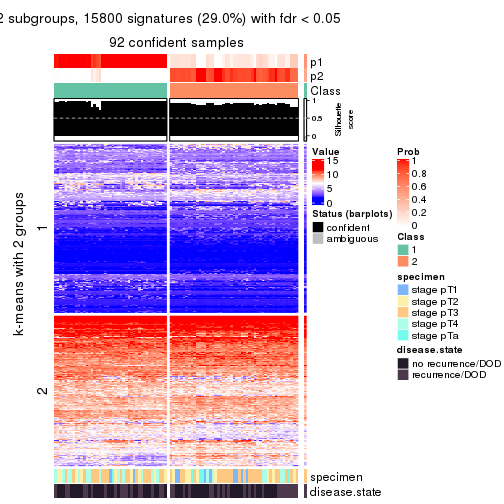 2 subgroups, 15800 signatures (29.0%) with fdr < 0.05
92 confident samples
p1
p2
Class
1
0.5
0
Silhouette
score
k-means with 2 groups
1
2
specimen
disease.state
Value
15
10
5
0
Status (barplots)
confident
ambiguous
Prob
1
0.8
0.6
0.4
0.2
0
Class
1
2
specimen
stage pT1
stage pT2
stage pT3
stage pT4
stage pTa
disease.state
no recurrence/DOD
recurrence/DOD